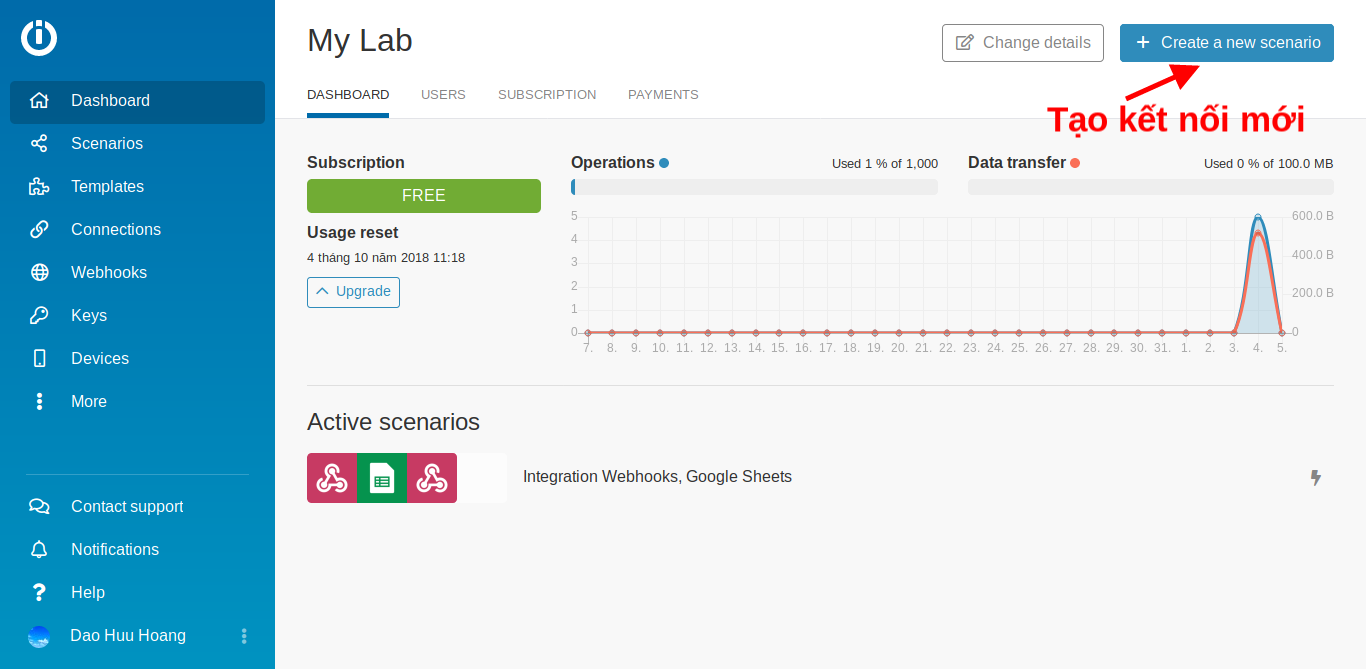 My Lab
Change details
Create a new scenario
Dashboard
Scenarios
Templates
Connections
Webhooks
Keys
Devices
More
Contact support
Notifications
Help
Dao Huu Hoang
DASHBOARD USERS SUBSCRIPTION PAYMENTS
Tạo kết nối mới
Subscription
FREE
Usage reset
4 tháng 10 năm 2018 11:18
Upgrade
Operations Used 1 % of 1,000
Data transfer Used 0 % of 100.0 MB
5 600.0 B
4
400.0 B
3
2 200.0 B
1
0 0
7. 8. 9. 10. 11. 12. 13. 14. 15. 16. 17. 18. 19. 20. 21. 22. 23. 24. 25. 26. 27. 28. 29. 30. 31. 1. 2. 3. 4. 5.
Active scenarios
Integration Webhooks, Google Sheets